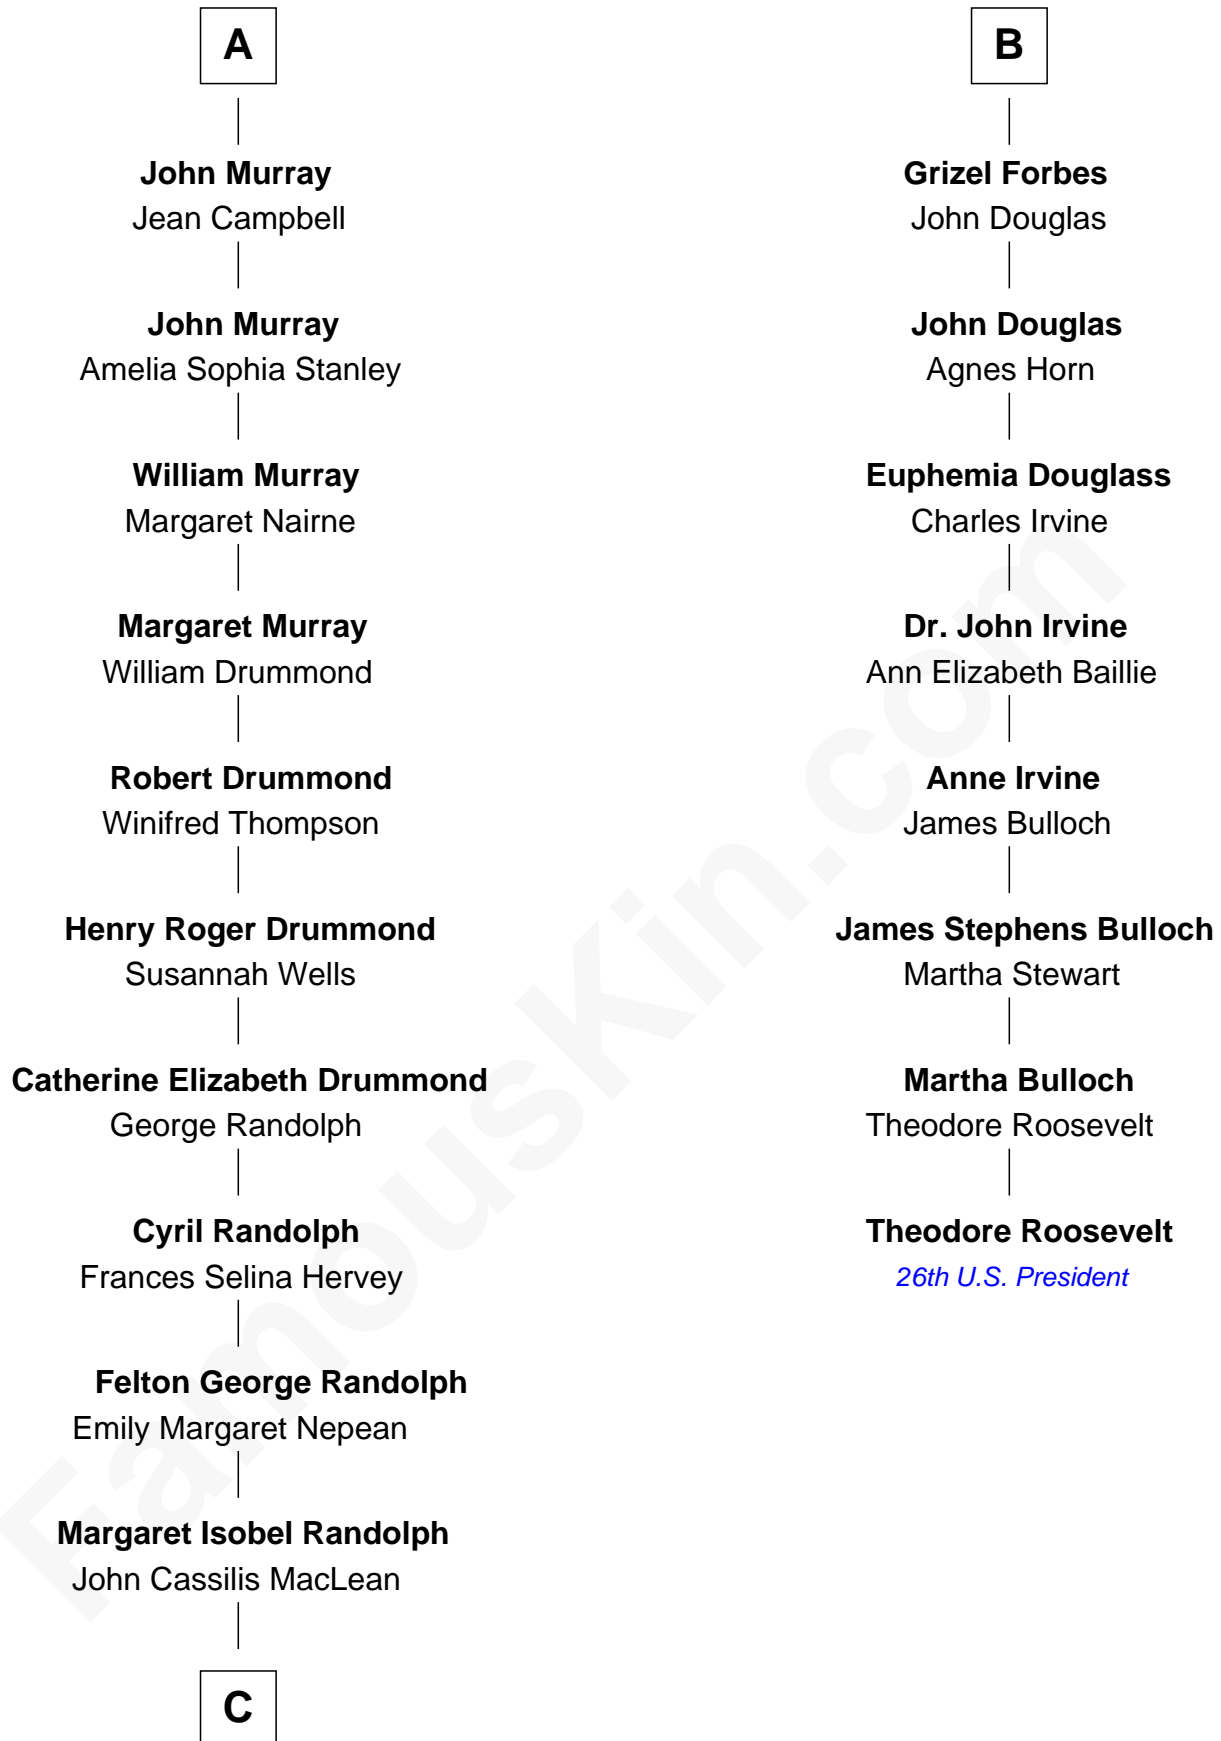 A
John Murray
Jean Campbell
John Murray
Amelia Sophia Stanley
William Murray
Margaret Nairne
Margaret Murray
William Drummond
Robert Drummond
Winifred Thompson
Henry Roger Drummond
Susannah Wells
Catherine Elizabeth Drummond
George Randolph
Cyril Randolph
Frances Selina Hervey
Felton George Randolph
Emily Margaret Nepean
Margaret Isobel Randolph
John Cassilis MacLean
C
B
Grizel Forbes
John Douglas
John Douglas
Agnes Horn
Euphemia Douglass
Charles Irvine
Dr. John Irvine
Ann Elizabeth Baillie
Anne Irvine
James Bulloch
James Stephens Bulloch
Martha Stewart
Martha Bulloch
Theodore Roosevelt
Theodore Roosevelt
26th U.S. President
FamousKin.com